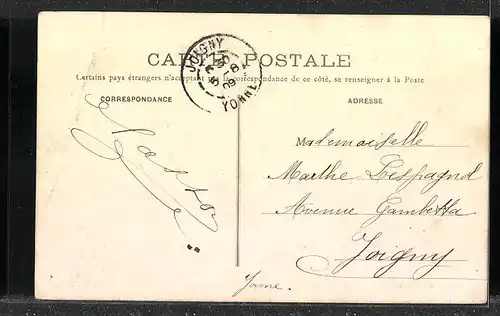 CARTE POSTALE
Certains pays étrangers n'acceptant pas de correspondance de ce côté, se renseigner à la Poste
CORRESPONDANCE
ADRESSE
JOIGNY
YONNE
Mademoiselle
Marthe Lespagnol
Avenue Gambetta
Joigny
Yonne.